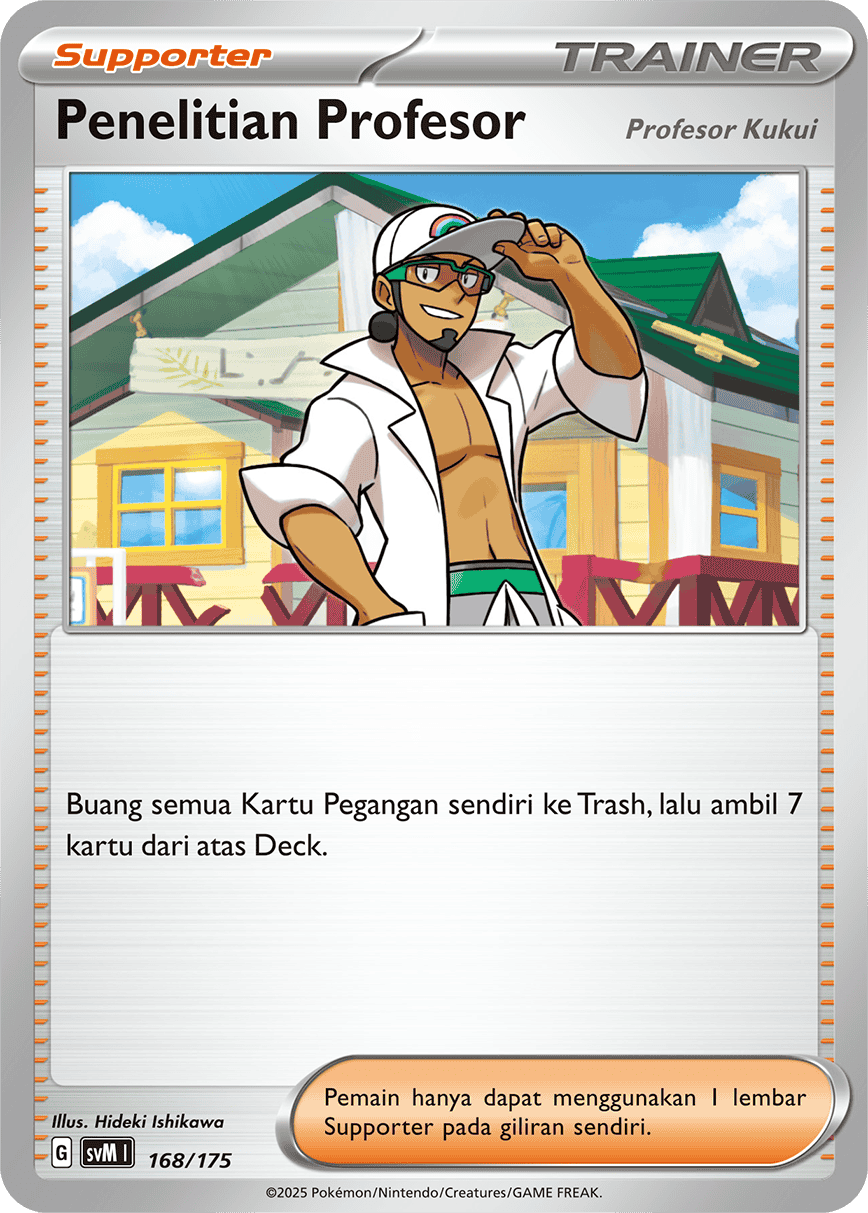 Supporter
TRAINER
Penelitian Profesor
Profesor Kukui
Buang semua Kartu Pegangan sendiri ke Trash, lalu ambil 7
kartu dari atas Deck.
Pemain hanya dapat menggunakan 1 lembar
Supporter pada giliran sendiri.
Illus. Hideki Ishikawa
G svM I 168/175
©2025 Pokémon/Nintendo/Creatures/GAME FREAK.